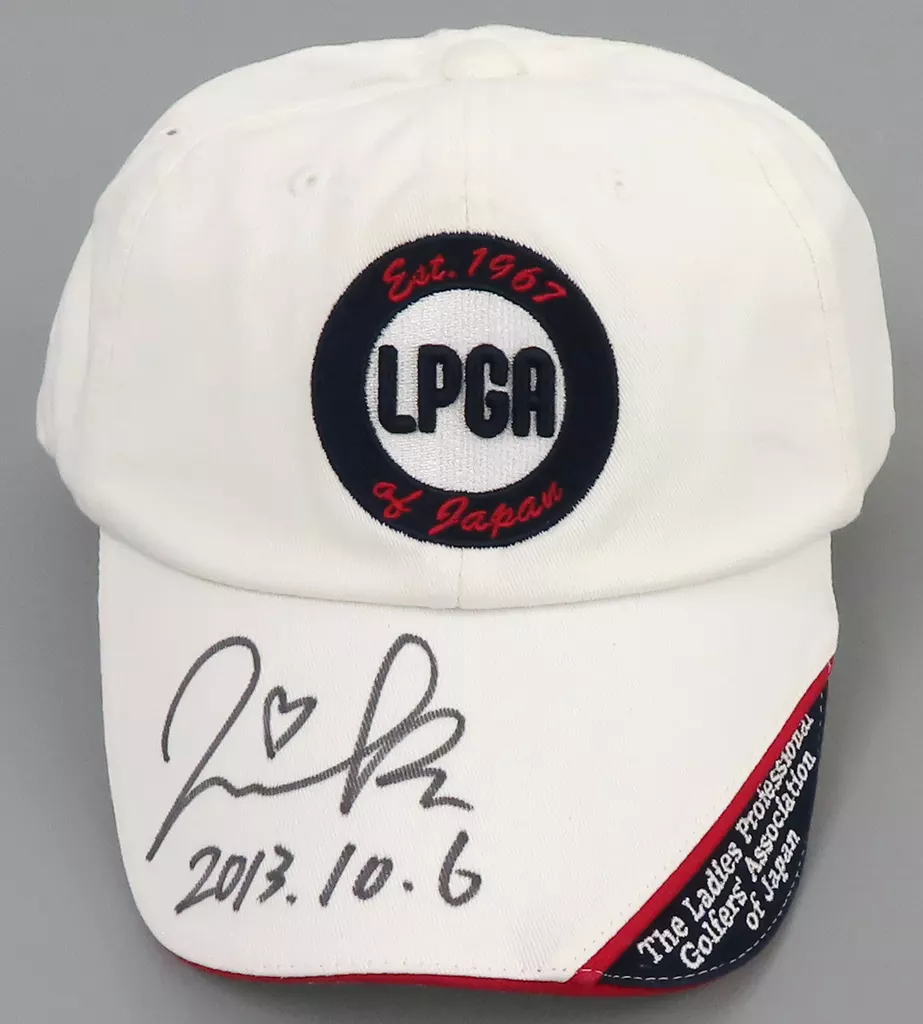 Est. 1967
LPGA
of Japan
2013.10.6
The Ladies Professional
Golfers' Association
of Japan